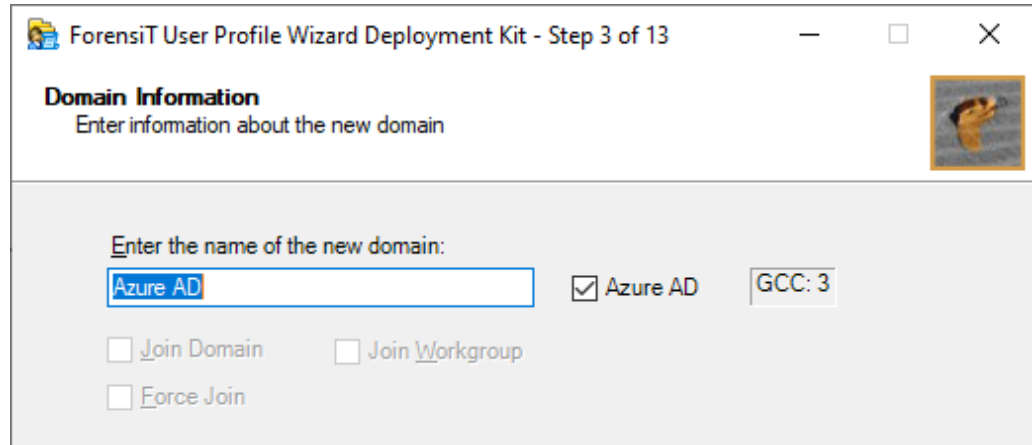 ForensiT User Profile Wizard Deployment Kit - Step 3 of 13
Domain Information
Enter information about the new domain
Enter the name of the new domain:
Azure AD Azure AD GCC: 3
Join Domain Join Workgroup
Force Join